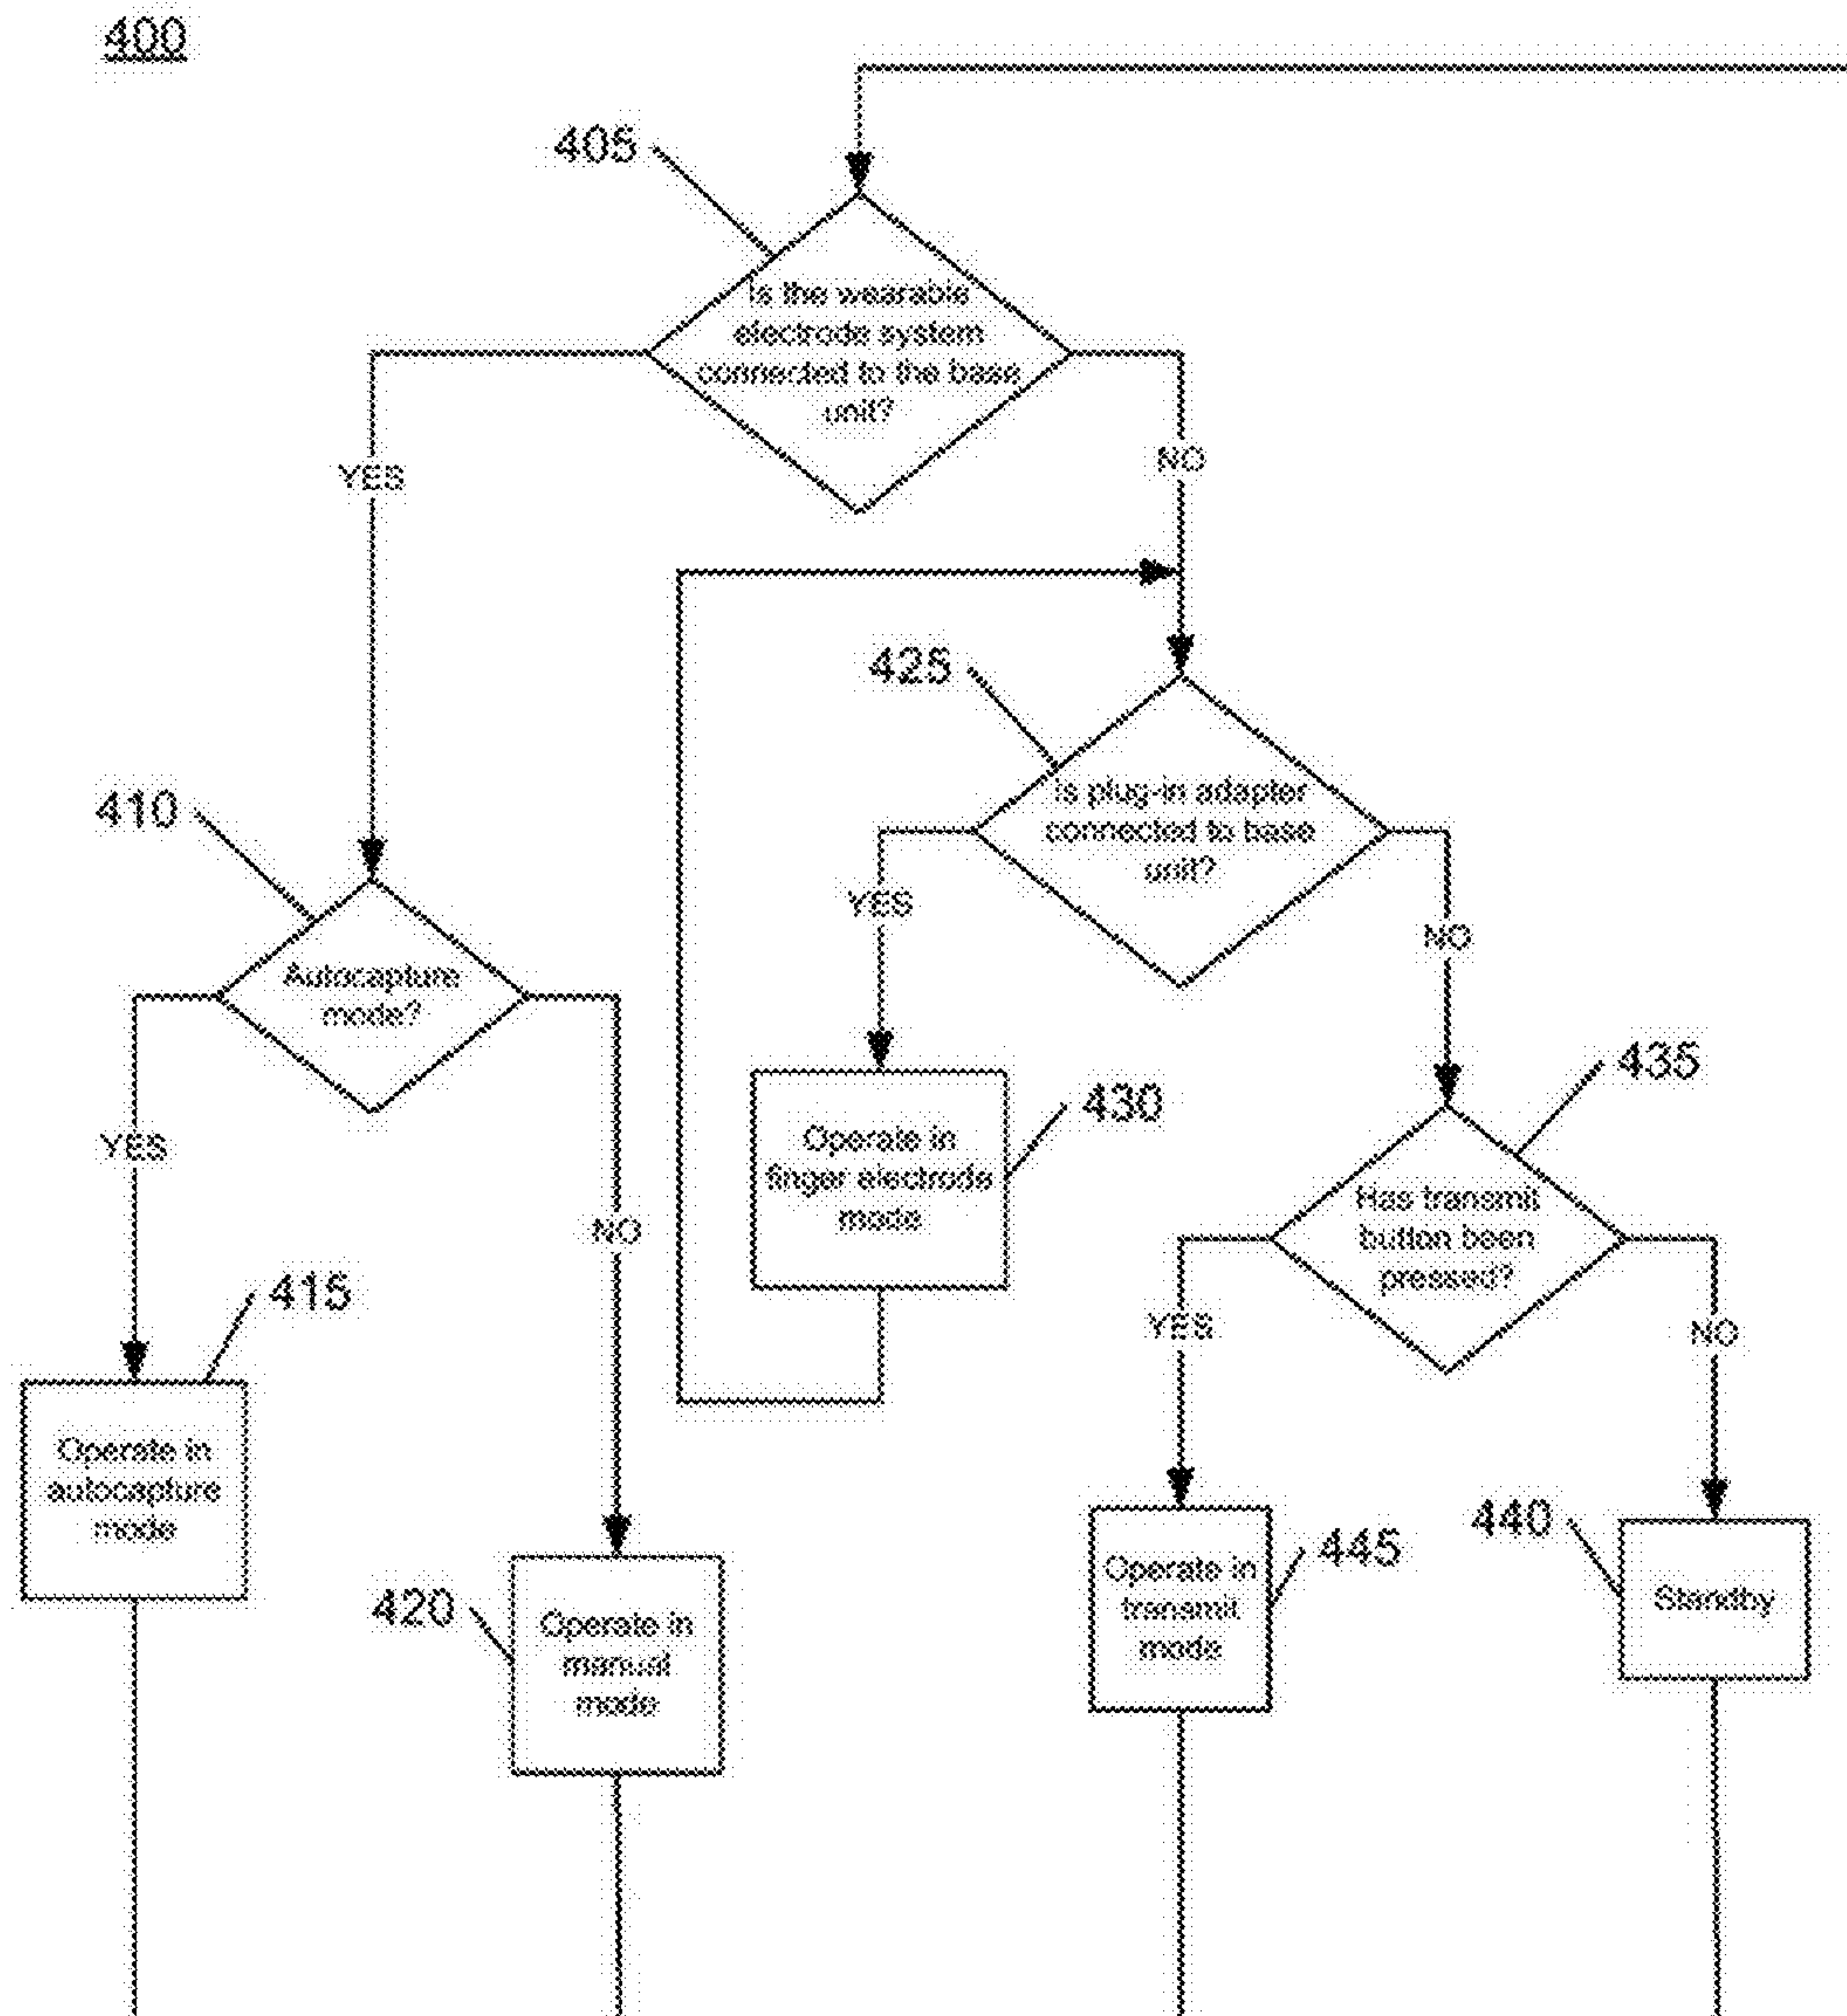 400
405
Is the wearable
electrode system
connected to the base
unit?
YES
NO
425
Is plug-in adapter
connected to base
unit?
410
Autocapture
mode?
YES
NO
435
430
Operate in
finger electrode
mode
Has transmit
button been
pressed?
YES
NO
415
YES
NO
Operate in
autocapture
mode
420
Operate in
manual
mode
445
Operate in
transmit
mode
440
Standby